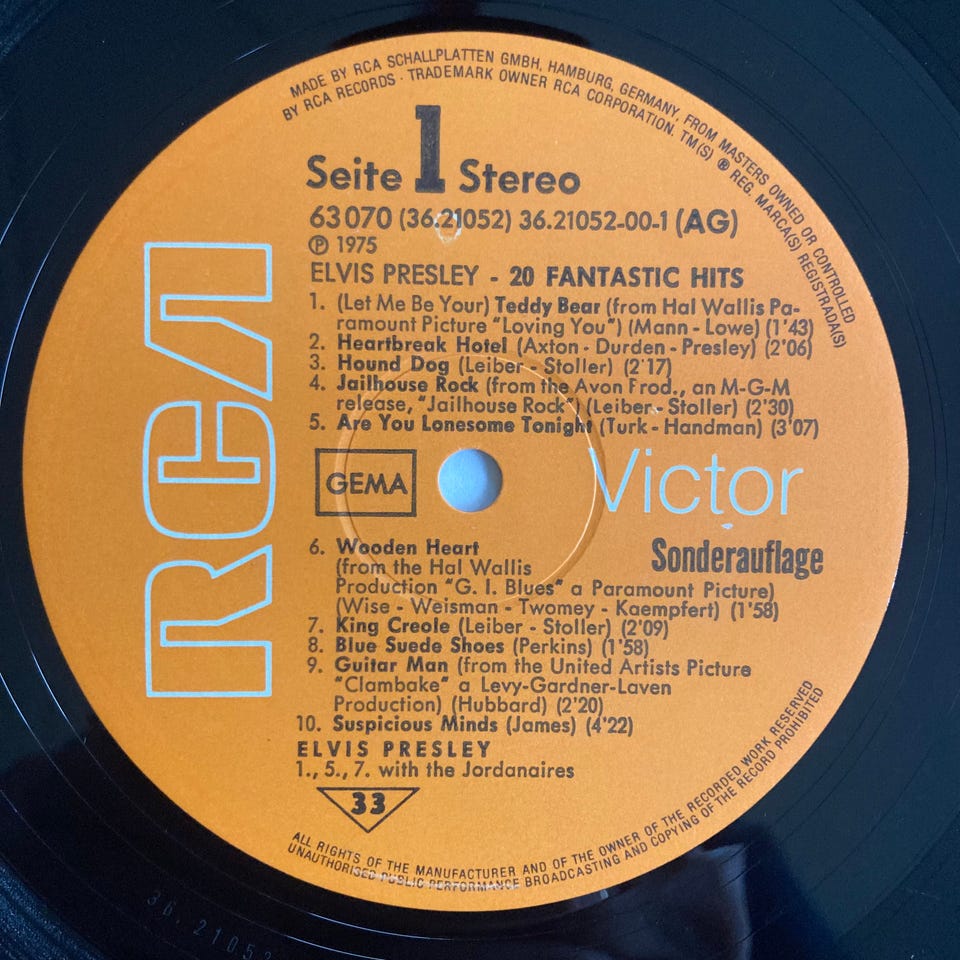 MADE BY RCA SCHALLPLATTEN GMBH, HAMBURG, GERMANY, FROM MASTERS OWNED OR CONTROLLED
BY RCA RECORDS · TRADEMARK OWNER RCA CORPORATION. TM(S) ® REG. MARCA(S) REGISTRADA(S)
Seite 1 Stereo
63070 (36.21052) 36.21052-00-1 (AG)
Ⓟ 1975
ELVIS PRESLEY - 20 FANTASTIC HITS
1. (Let Me Be Your) Teddy Bear (from Hal Wallis Pa-
ramount Picture "Loving You") (Mann - Lowe) (1'43)
2. Heartbreak Hotel (Axton - Durden - Presley) (2'06)
3. Hound Dog (Leiber - Stoller) (2'17)
4. Jailhouse Rock (from the Avon Prod., an M-G-M
release, "Jailhouse Rock" (Leiber - Stoller) (2'30)
5. Are You Lonesome Tonight (Turk - Handman) (3'07)
GEMA
RCA Victor
Sonderauflage
6. Wooden Heart
(from the Hal Wallis
Production "G. I. Blues" a Paramount Picture)
(Wise - Weisman - Twomey - Kaempfert) (1'58)
7. King Creole (Leiber - Stoller) (2'09)
8. Blue Suede Shoes (Perkins) (1'58)
9. Guitar Man (from the United Artists Picture
"Clambake" a Levy-Gardner-Laven
Production) (Hubbard) (2'20)
10. Suspicious Minds (James) (4'22)
ELVIS PRESLEY
1., 5., 7. with the Jordanaires
33
ALL RIGHTS OF THE MANUFACTURER AND OF THE OWNER OF THE RECORDED WORK RESERVED
UNAUTHORISED PUBLIC PERFORMANCE BROADCASTING AND COPYING OF THE RECORD PROHIBITED
36.21052